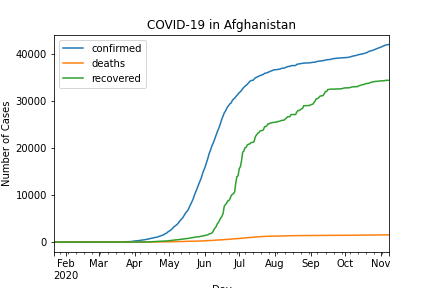 COVID-19 in Afghanistan
confirmed
deaths
recovered
Number of Cases
40000
30000
20000
10000
0
Feb Mar Apr May Jun Jul Aug Sep Oct Nov
2020